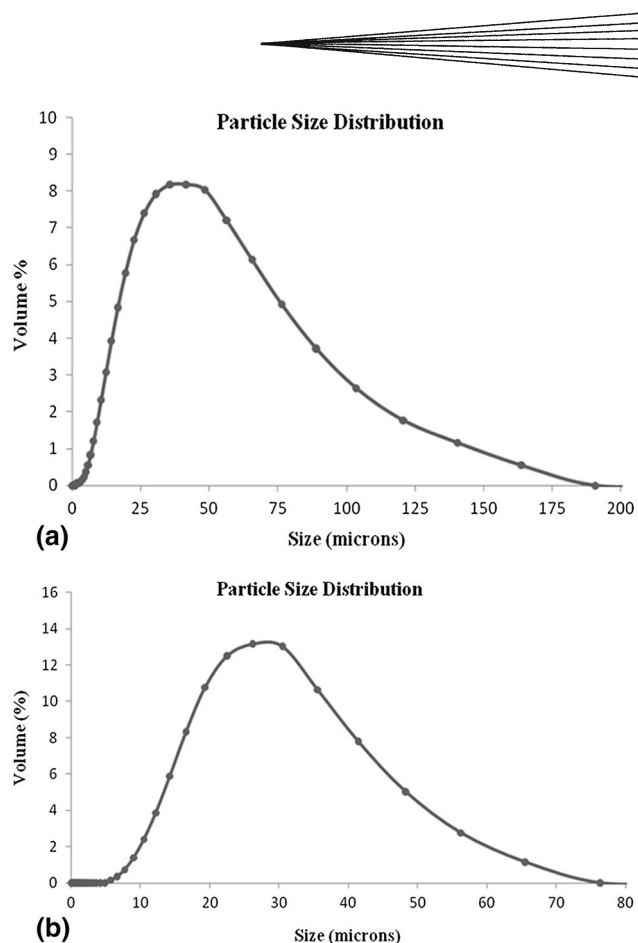 Particle Size Distribution
10
9
8
7
6
5
4
3
2
1
0
Volume %
0 25 50 75 100 125 150 175 200
Size (microns)
(a)
Particle Size Distribution
16
14
12
10
8
6
4
2
0
Volume (%)
0 10 20 30 40 50 60 70 80
Size (microns)
(b)